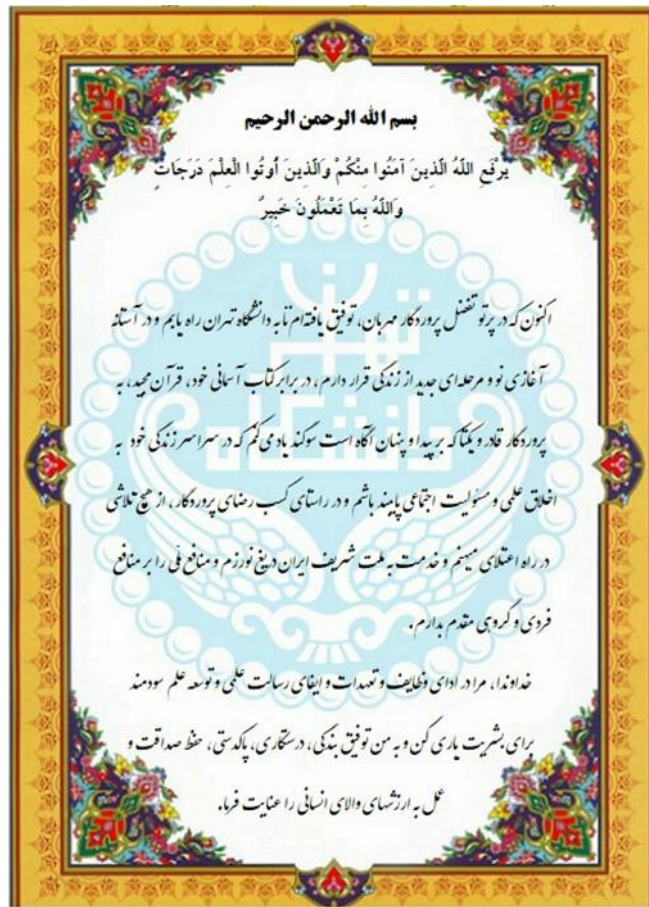 بسم الله الرحمن الرحیم
يَرْفَعِ اللَّهُ الَّذِينَ آمَنُوا مِنْكُمْ وَالَّذِينَ أُوتُوا الْعِلْمَ دَرَجَاتٍ
وَاللَّهُ بِمَا تَعْمَلُونَ خَبِيرٌ
اکنون که در پرتو تفضل پروردگار مهربان، توفیق یافته‌ام تا به دانشگاه تهران راه یابم و در آستانه
آغازی نو و مرحله‌ای جدید از زندگی قرار دارم، در برابر کتاب آسمانی خود، قرآن مجید، به
پروردگار قادر و یکتا که بر پیدا و پنهان آگاه است سوگند یاد می‌کنم که در سراسر زندگی خود به
اخلاق علمی و مسئولیت اجتماعی پایبند باشم و در راستای کسب رضای پروردگار، از هیچ تلاشی
در راه اعتلای میهنم و خدمت به ملت شریف ایران دریغ نورزم و منافع ملّی را بر منافع
فردی و گروهی مقدم بدارم.
خداوندا، مرا در ادای وظایف و تعهدات و ایفای رسالت علمی و توسعه علم سودمند
برای بشریت یاری کن و به من توفیق بندگی، درستکاری، پاکدستی، حفظ صداقت و
عمل به ارزشهای والای انسانی را عنایت فرما.
دانشگاه
تهران